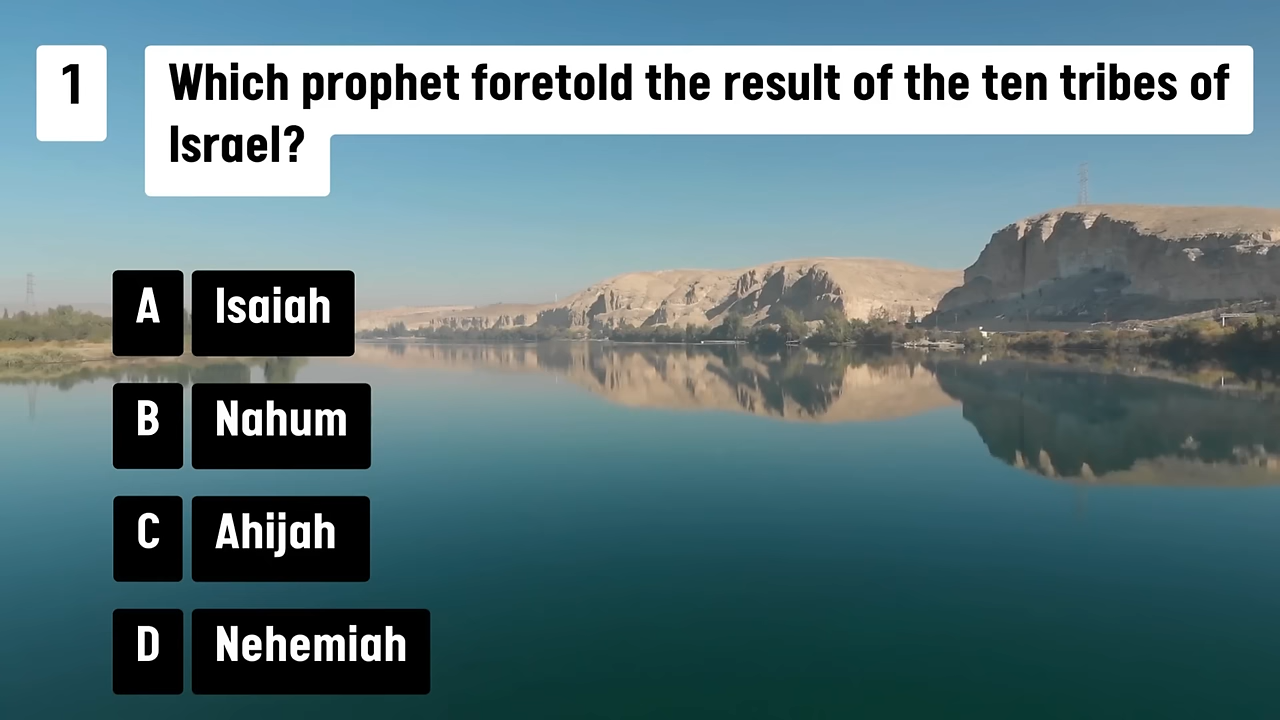 1
Which prophet foretold the result of the ten tribes of
Israel?
A Isaiah
B Nahum
C Ahijah
D Nehemiah